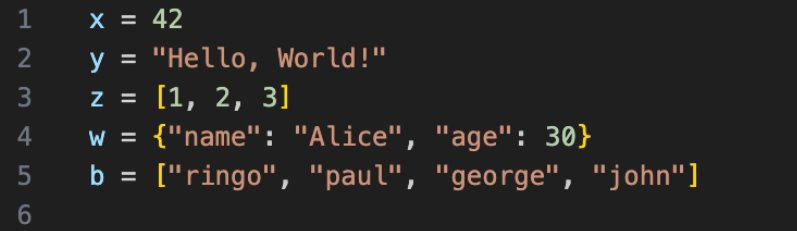 1 x = 42
2 y = "Hello, World!"
3 z = [1, 2, 3]
4 w = {"name": "Alice", "age": 30}
5 b = ["ringo", "paul", "george", "john"]
6